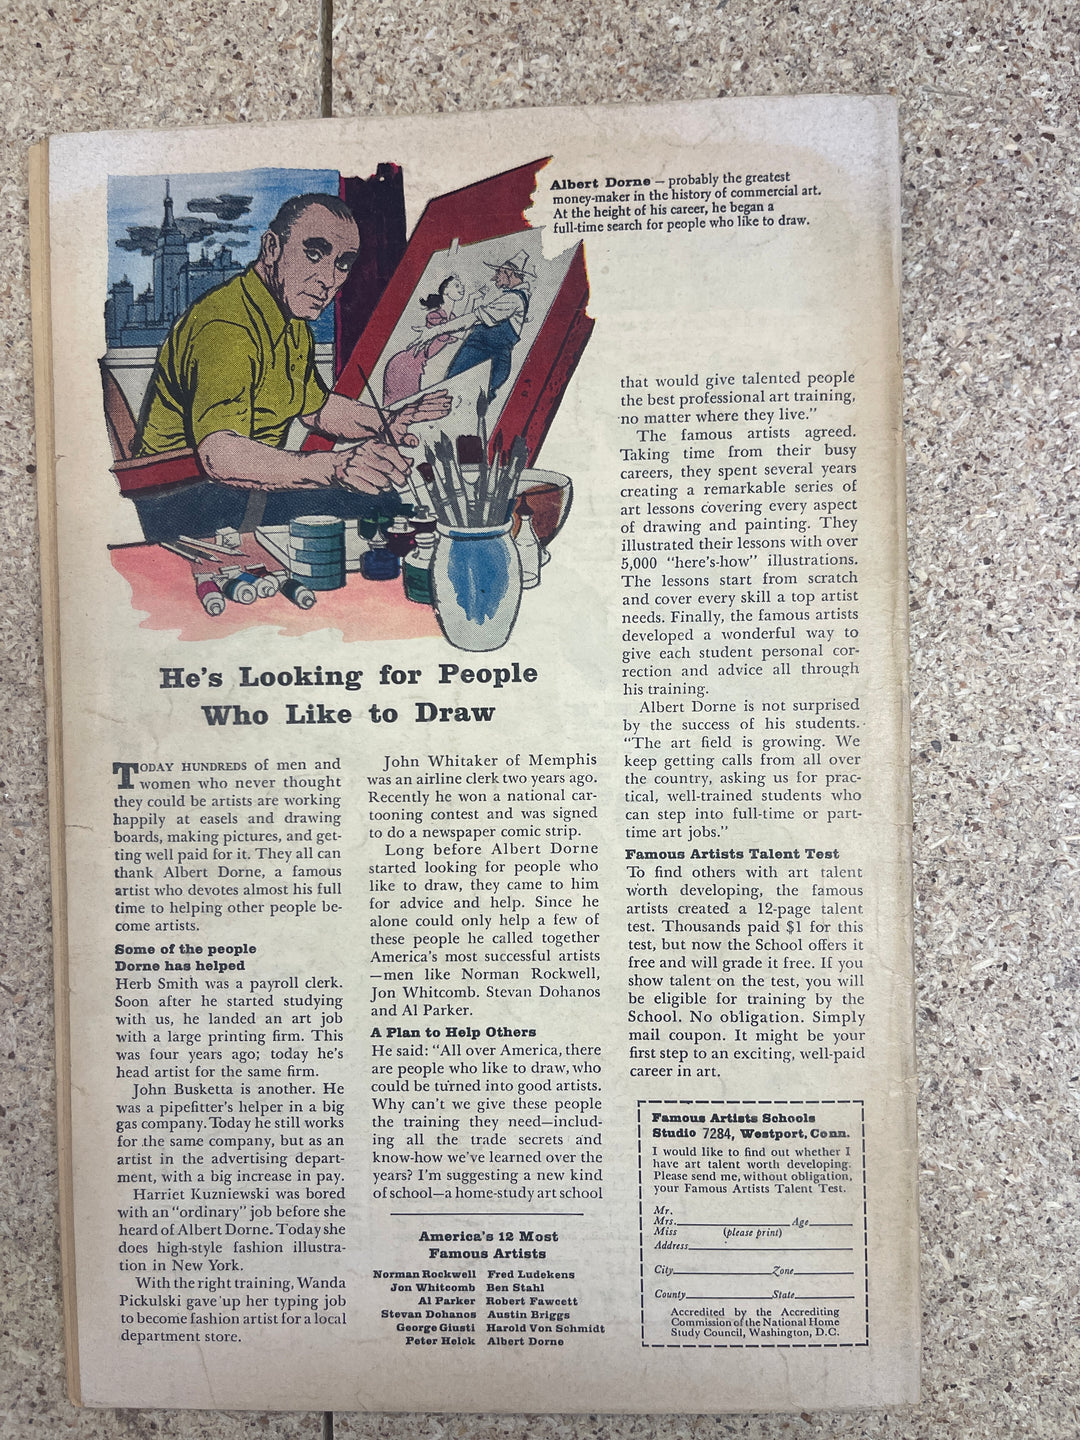 Albert Dorne — probably the greatest
money-maker in the history of commercial art.
At the height of his career, he began a
full-time search for people who like to draw.
He's Looking for People
Who Like to Draw
TODAY HUNDREDS of men and
women who never thought
they could be artists are working
happily at easels and drawing
boards, making pictures, and get-
ting well paid for it. They all can
thank Albert Dorne, a famous
artist who devotes almost his full
time to helping other people be-
come artists.
Some of the people
Dorne has helped
Herb Smith was a payroll clerk.
Soon after he started studying
with us, he landed an art job
with a large printing firm. This
was four years ago; today he's
head artist for the same firm.
John Busketta is another. He
was a pipefitter's helper in a big
gas company. Today he still works
for the same company, but as an
artist in the advertising depart-
ment, with a big increase in pay.
Harriet Kuzniewski was bored
with an "ordinary" job before she
heard of Albert Dorne. Today she
does high-style fashion illustra-
tion in New York.
With the right training, Wanda
Pickulski gave up her typing job
to become fashion artist for a local
department store.
John Whitaker of Memphis
was an airline clerk two years ago.
Recently he won a national car-
tooning contest and was signed
to do a newspaper comic strip.
Long before Albert Dorne
started looking for people who
like to draw, they came to him
for advice and help. Since he
alone could only help a few of
these people he called together
America's most successful artists
—men like Norman Rockwell,
Jon Whitcomb. Stevan Dohanos
and Al Parker.
A Plan to Help Others
He said: "All over America, there
are people who like to draw, who
could be turned into good artists.
Why can't we give these people
the training they need—includ-
ing all the trade secrets and
know-how we've learned over the
years? I'm suggesting a new kind
of school—a home-study art school
America's 12 Most
Famous Artists
Norman Rockwell Fred Ludekens
Jon Whitcomb Ben Stahl
Al Parker Robert Fawcett
Stevan Dohanos Austin Briggs
George Giusti Harold Von Schmidt
Peter Helck Albert Dorne
that would give talented people
the best professional art training,
no matter where they live."
The famous artists agreed.
Taking time from their busy
careers, they spent several years
creating a remarkable series of
art lessons covering every aspect
of drawing and painting. They
illustrated their lessons with over
5,000 "here's-how" illustrations.
The lessons start from scratch
and cover every skill a top artist
needs. Finally, the famous artists
developed a wonderful way to
give each student personal cor-
rection and advice all through
his training.
Albert Dorne is not surprised
by the success of his students.
"The art field is growing. We
keep getting calls from all over
the country, asking us for prac-
tical, well-trained students who
can step into full-time or part-
time art jobs."
Famous Artists Talent Test
To find others with art talent
worth developing, the famous
artists created a 12-page talent
test. Thousands paid $1 for this
test, but now the School offers it
free and will grade it free. If you
show talent on the test, you will
be eligible for training by the
School. No obligation. Simply
mail coupon. It might be your
first step to an exciting, well-paid
career in art.
Famous Artists Schools
Studio 7284, Westport, Conn.
I would like to find out whether I
have art talent worth developing.
Please send me, without obligation,
your Famous Artists Talent Test.
Mr.
Mrs. Age
Miss (please print)
Address
City Zone
County State
Accredited by the Accrediting
Commission of the National Home
Study Council, Washington, D.C.